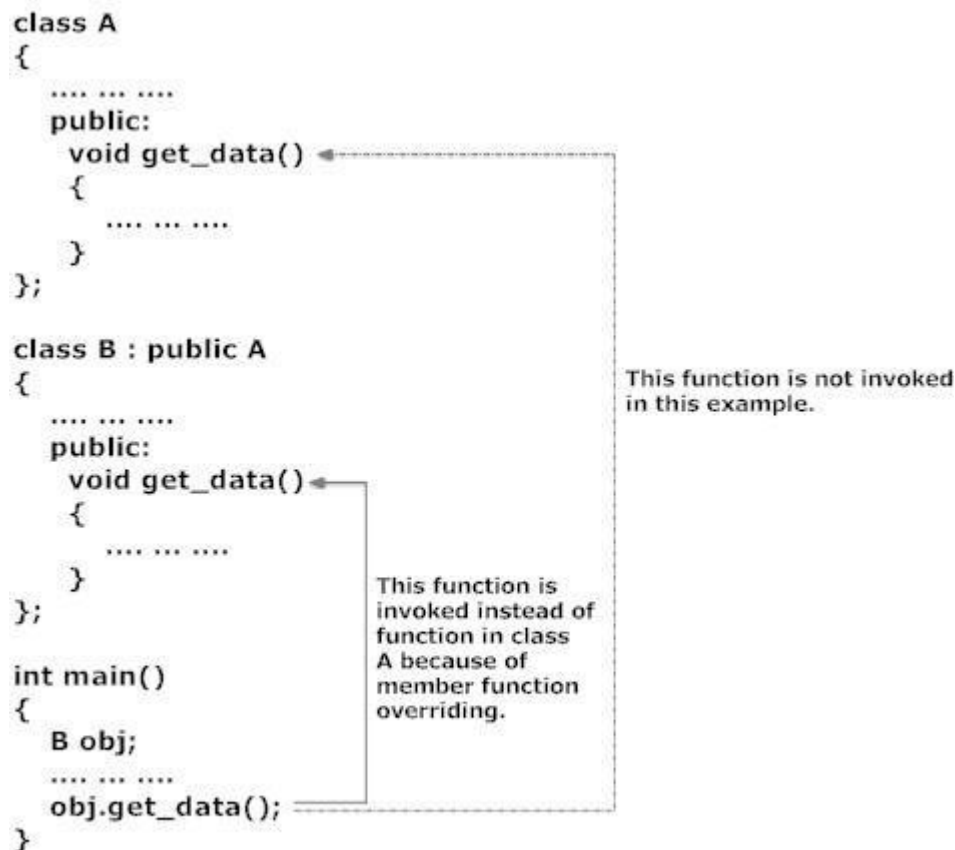 class A
{
.... ... ....
public:
void get_data()
{
.... ... ....
}
};
class B : public A
{
.... ... ....
public:
void get_data()
{
.... ... ....
}
};
int main()
{
B obj;
.... ... ....
obj.get_data();
}
This function is
invoked instead of
function in class
A because of
member function
overriding.
This function is not invoked
in this example.